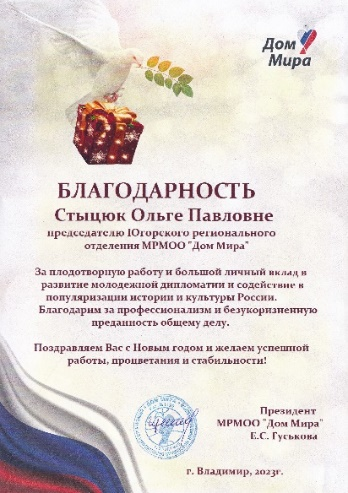 Дом
Мира
БЛАГОДАРНОСТЬ
Стыцюк Ольге Павловне
председателю Югорского регионального
отделения МРМОО "Дом Мира"
За плодотворную работу и большой личный вклад в
развитие молодежной дипломатии и содействие в
популяризации истории и культуры России.
Благодарим за профессионализм и безукоризненную
преданность общему делу.
Поздравляем Вас с Новым годом и желаем успешной
работы, процветания и стабильности!
Президент
МРМОО "Дом Мира"
Е.С. Гуськова
г. Владимир, 2023г.